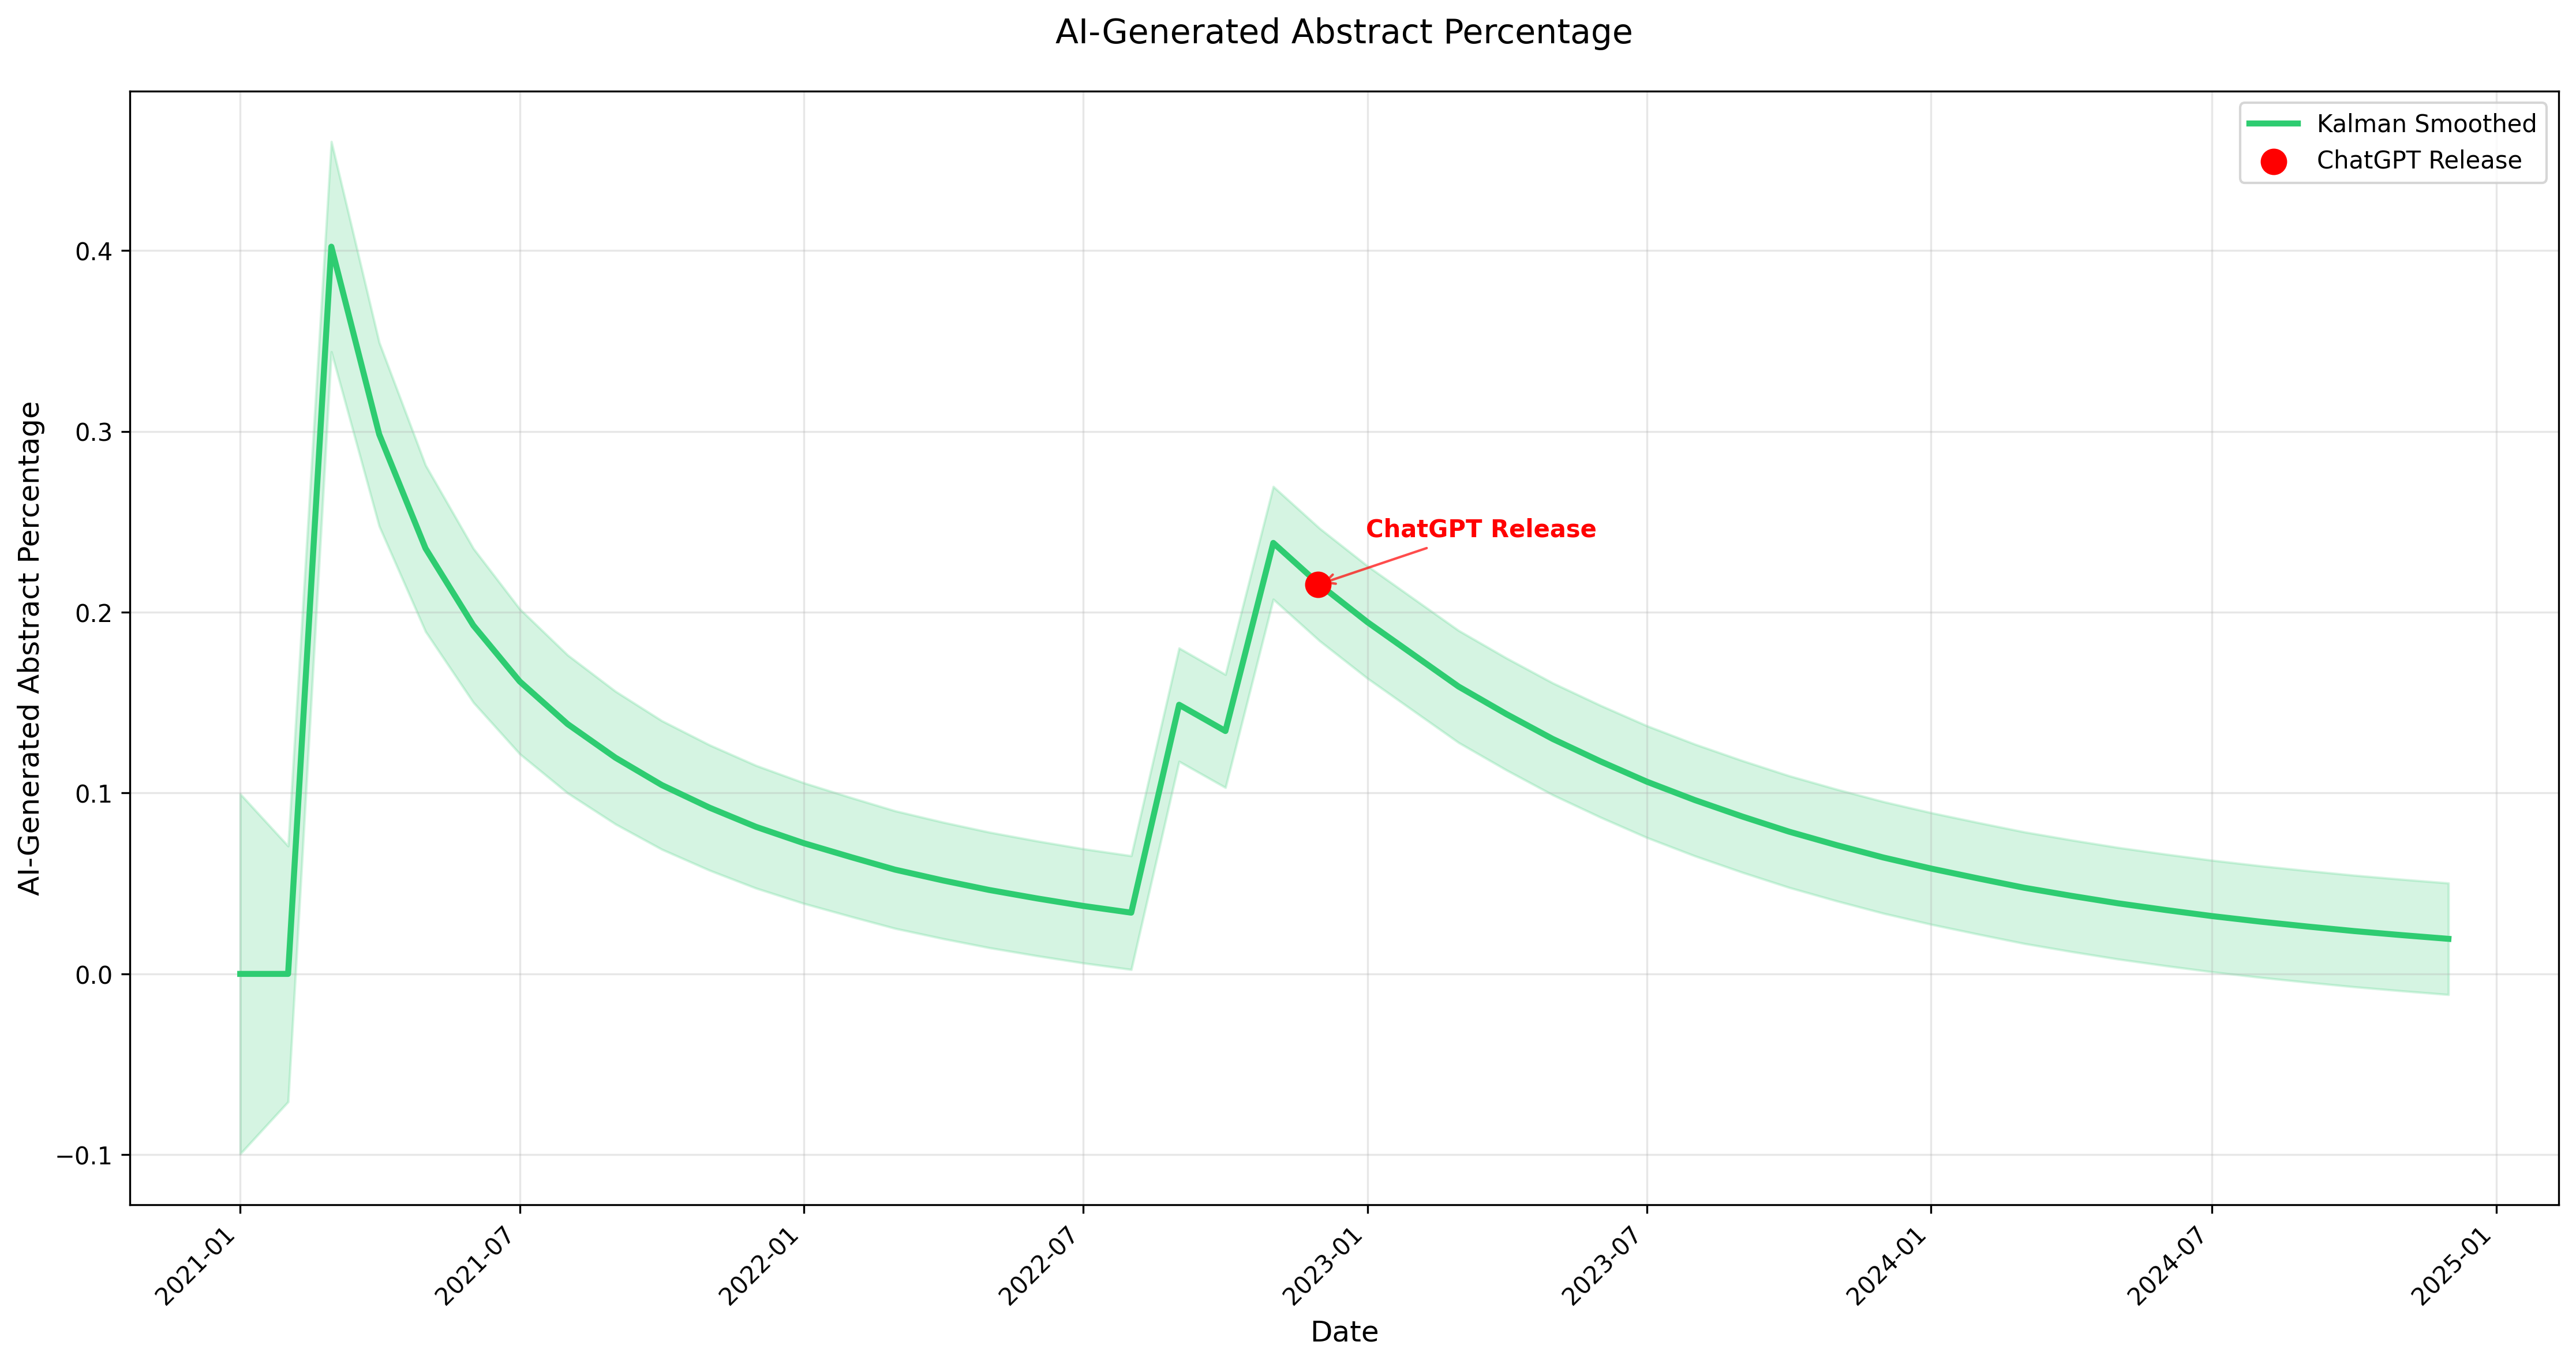 AI-Generated Abstract Percentage
Kalman Smoothed
ChatGPT Release
ChatGPT Release
AI-Generated Abstract Percentage
0.4
0.3
0.2
0.1
0.0
−0.1
2021-01
2021-07
2022-01
2022-07
2023-01
2023-07
2024-01
2024-07
2025-01
Date